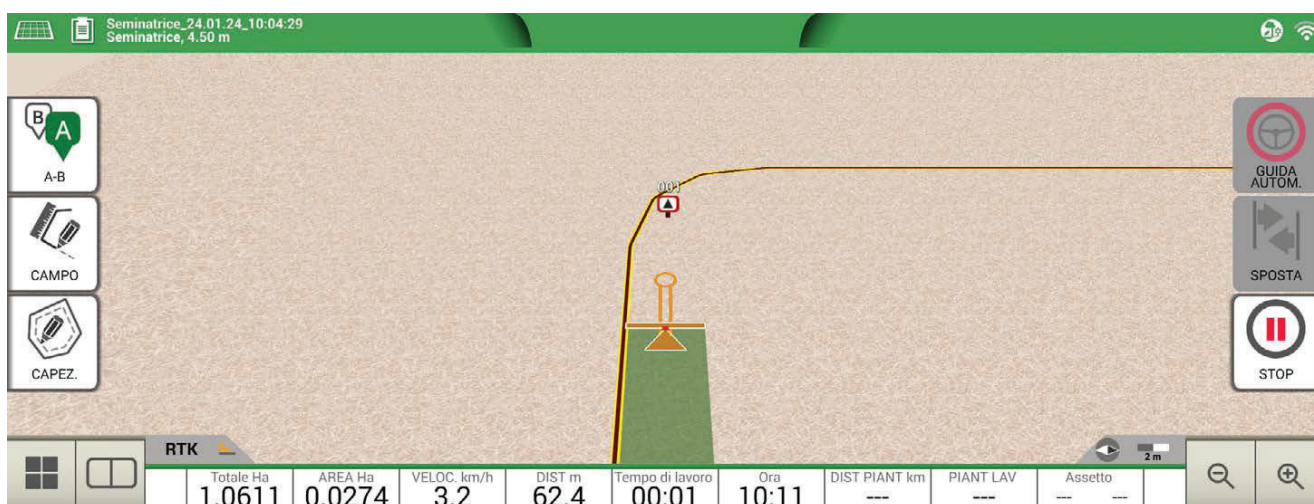 Seminatrice_24.01.24_10:04:29
Seminatrice, 4.50 m
B
A
A-B
CAMPO
CAPEZ.
001
GUIDA
AUTOM.
SPOSTA
STOP
RTK
2 m
Totale Ha
1.0611
AREA Ha
0.0274
VELOC. km/h
3.2
DIST m
62.4
Tempo di lavoro
00:01
Ora
10:11
DIST PIANT km
---
PIANT LAV
---
Assetto
--- ---